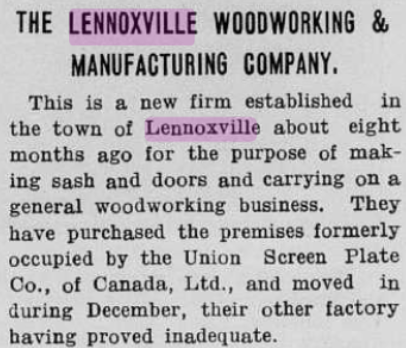 THE LENNOXVILLE WOODWORKING &
MANUFACTURING COMPANY.
This is a new firm established in
the town of Lennoxville about eight
months ago for the purpose of mak-
ing sash and doors and carrying on a
general woodworking business. They
have purchased the premises formerly
occupied by the Union Screen Plate
Co., of Canada, Ltd., and moved in
during December, their other factory
having proved inadequate.